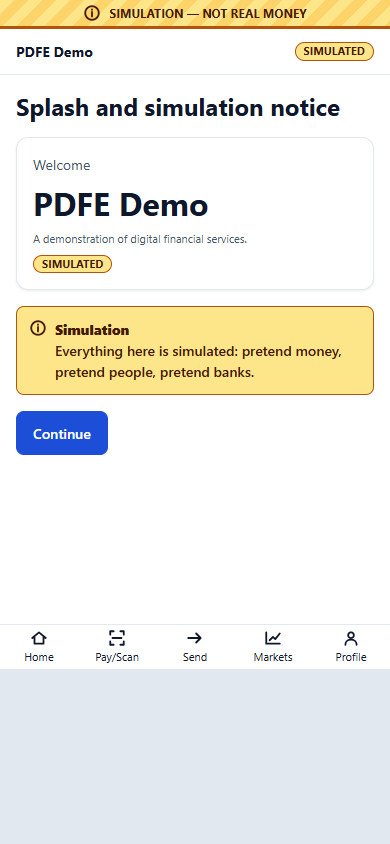 SIMULATION — NOT REAL MONEY
PDFE Demo
SIMULATED
Splash and simulation notice
Welcome
PDFE Demo
A demonstration of digital financial services.
SIMULATED
Simulation
Everything here is simulated: pretend money,
pretend people, pretend banks.
Continue
Home
Pay/Scan
Send
Markets
Profile